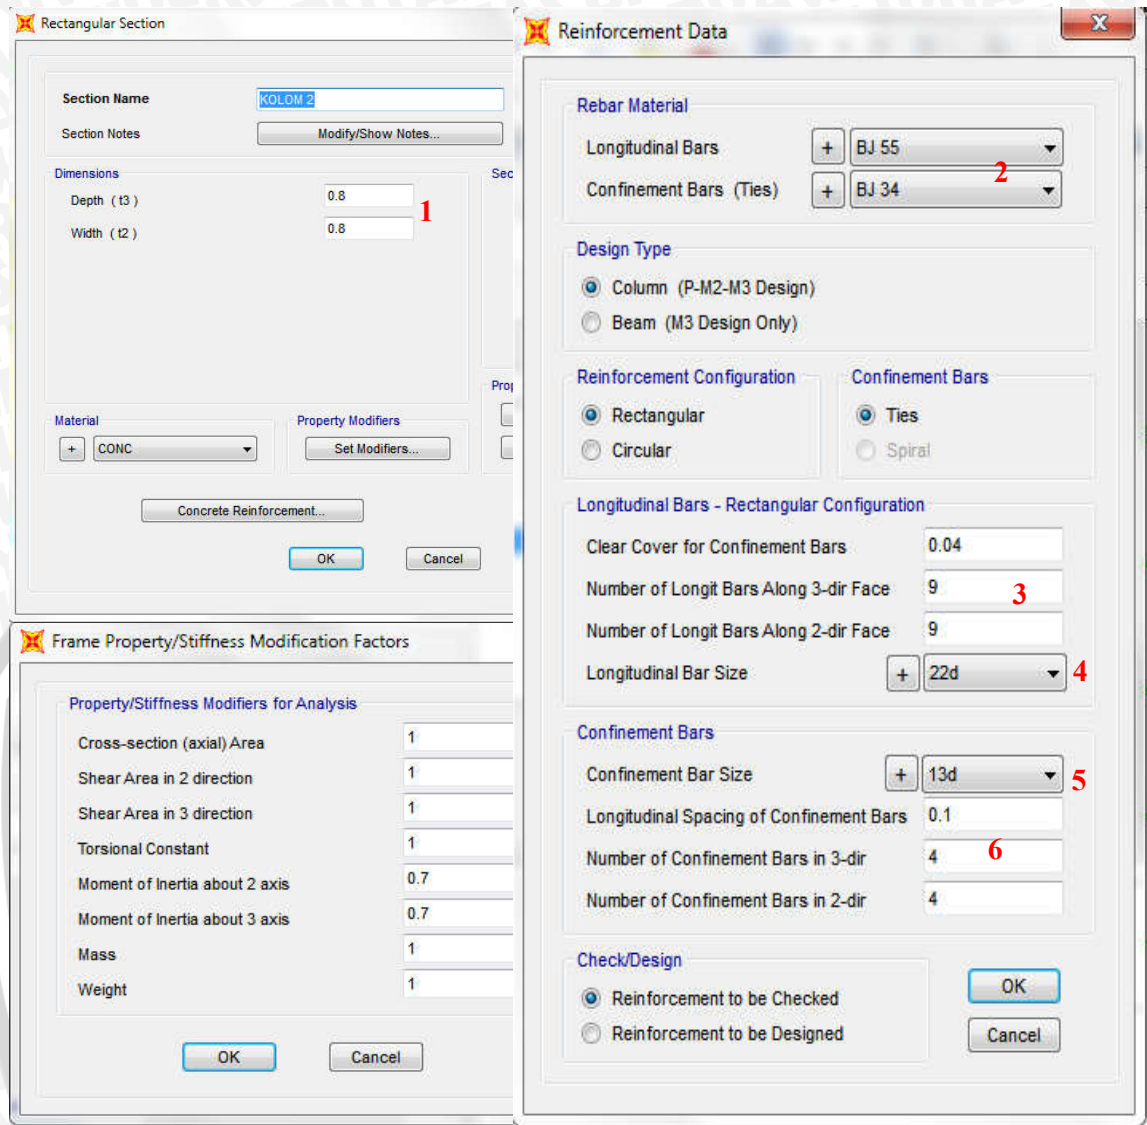 Rectangular Section
Section Name
KOLOM 2
Section Notes
Modify/Show Notes...
Dimensions
Depth ( t3 )
0.8
Width ( t2 )
0.8
1
Sec
Prop
Material
+
CONC
Property Modifiers
Set Modifiers...
Concrete Reinforcement...
OK
Cancel
Frame Property/Stiffness Modification Factors
Property/Stiffness Modifiers for Analysis
Cross-section (axial) Area
1
Shear Area in 2 direction
1
Shear Area in 3 direction
1
Torsional Constant
1
Moment of Inertia about 2 axis
0.7
Moment of Inertia about 3 axis
0.7
Mass
1
Weight
1
OK
Cancel
Reinforcement Data
X
Rebar Material
Longitudinal Bars
+
BJ 55
Confinement Bars (Ties)
+
BJ 34
2
Design Type
Column (P-M2-M3 Design)
Beam (M3 Design Only)
Reinforcement Configuration
Rectangular
Circular
Confinement Bars
Ties
Spiral
Longitudinal Bars - Rectangular Configuration
Clear Cover for Confinement Bars
0.04
Number of Longit Bars Along 3-dir Face
9
3
Number of Longit Bars Along 2-dir Face
9
Longitudinal Bar Size
+
22d
4
Confinement Bars
Confinement Bar Size
+
13d
5
Longitudinal Spacing of Confinement Bars
0.1
Number of Confinement Bars in 3-dir
4
6
Number of Confinement Bars in 2-dir
4
Check/Design
Reinforcement to be Checked
Reinforcement to be Designed
OK
Cancel